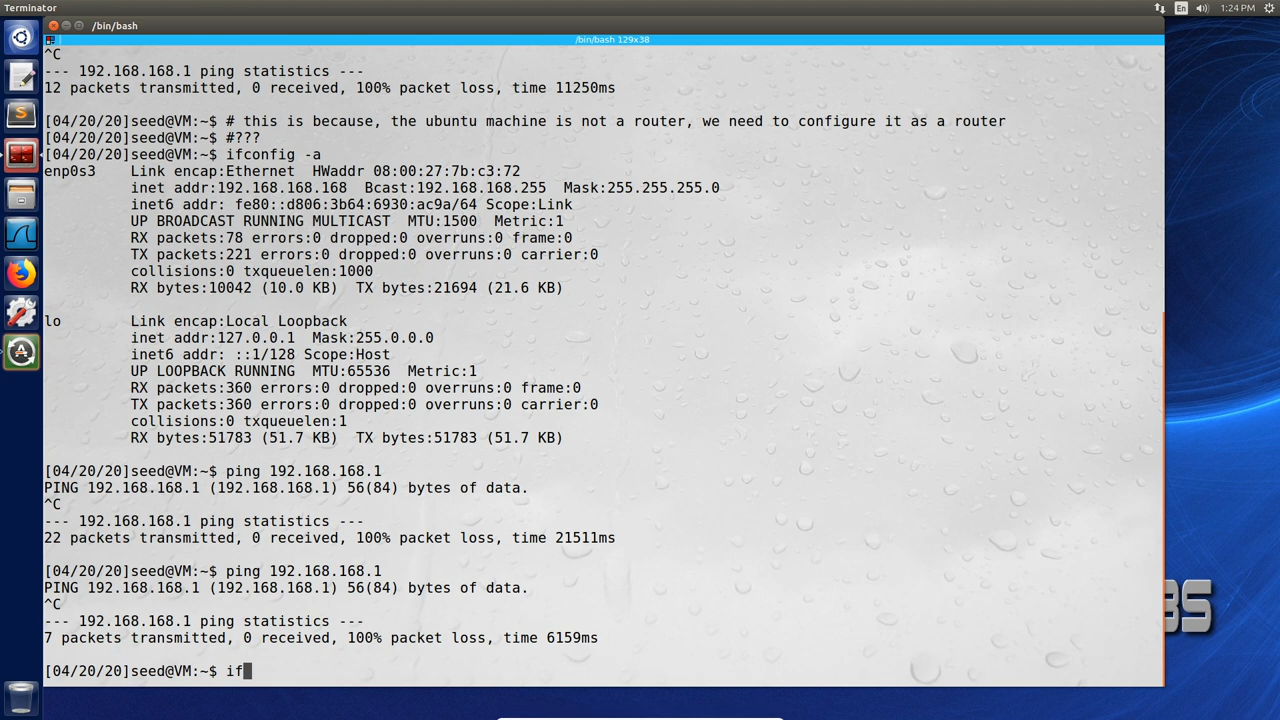 Terminator
En
1:24 PM
/bin/bash
/bin/bash 129x38
^C
--- 192.168.168.1 ping statistics ---
12 packets transmitted, 0 received, 100% packet loss, time 11250ms
[04/20/20]seed@VM:~$ # this is because, the ubuntu machine is not a router, we need to configure it as a router
[04/20/20]seed@VM:~$ #???
[04/20/20]seed@VM:~$ ifconfig -a
enp0s3    Link encap:Ethernet  HWaddr 08:00:27:7b:c3:72
          inet addr:192.168.168.168  Bcast:192.168.168.255  Mask:255.255.255.0
          inet6 addr: fe80::d806:3b64:6930:ac9a/64 Scope:Link
          UP BROADCAST RUNNING MULTICAST  MTU:1500  Metric:1
          RX packets:78 errors:0 dropped:0 overruns:0 frame:0
          TX packets:221 errors:0 dropped:0 overruns:0 carrier:0
          collisions:0 txqueuelen:1000
          RX bytes:10042 (10.0 KB)  TX bytes:21694 (21.6 KB)
lo        Link encap:Local Loopback
          inet addr:127.0.0.1  Mask:255.0.0.0
          inet6 addr: ::1/128 Scope:Host
          UP LOOPBACK RUNNING  MTU:65536  Metric:1
          RX packets:360 errors:0 dropped:0 overruns:0 frame:0
          TX packets:360 errors:0 dropped:0 overruns:0 carrier:0
          collisions:0 txqueuelen:1
          RX bytes:51783 (51.7 KB)  TX bytes:51783 (51.7 KB)
[04/20/20]seed@VM:~$ ping 192.168.168.1
PING 192.168.168.1 (192.168.168.1) 56(84) bytes of data.
^C
--- 192.168.168.1 ping statistics ---
22 packets transmitted, 0 received, 100% packet loss, time 21511ms
[04/20/20]seed@VM:~$ ping 192.168.168.1
PING 192.168.168.1 (192.168.168.1) 56(84) bytes of data.
^C
--- 192.168.168.1 ping statistics ---
7 packets transmitted, 0 received, 100% packet loss, time 6159ms
[04/20/20]seed@VM:~$ if